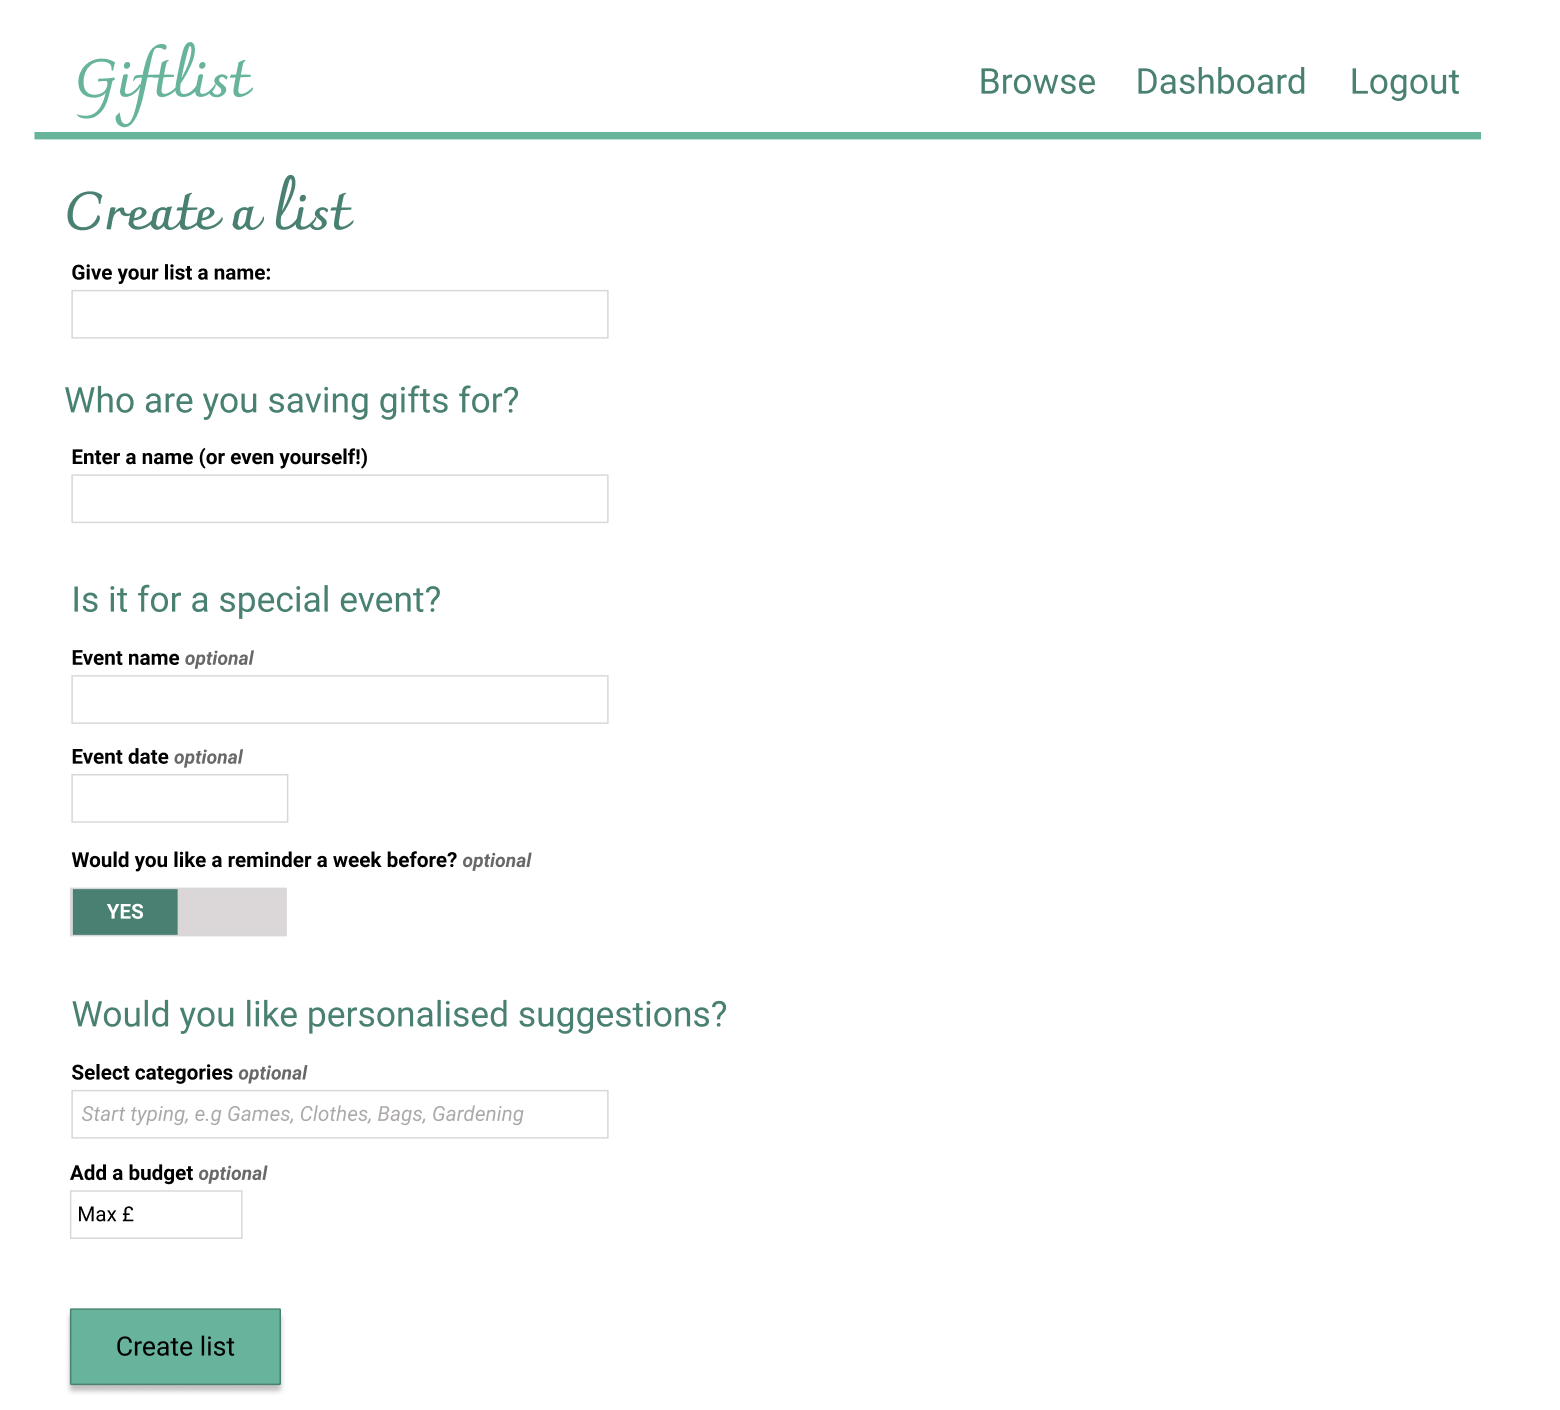 Giftlist
Browse Dashboard Logout
Create a list
Give your list a name:
Who are you saving gifts for?
Enter a name (or even yourself!)
Is it for a special event?
Event name optional
Event date optional
Would you like a reminder a week before? optional
YES
Would you like personalised suggestions?
Select categories optional
Start typing, e.g Games, Clothes, Bags, Gardening
Add a budget optional
Max £
Create list